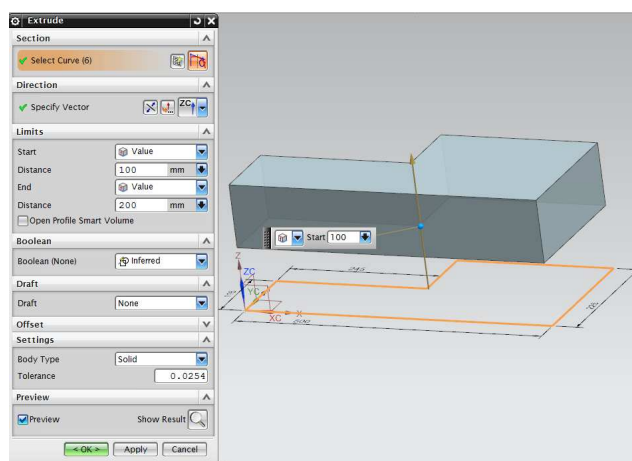 Extrude
Section
Select Curve (6)
Direction
Specify Vector
ZC
Limits
Start Value
Distance 100 mm
End Value
Distance 200 mm
Open Profile Smart Volume
Boolean
Boolean (None) Inferred
Draft
Draft None
Offset
Settings
Body Type Solid
Tolerance 0.0254
Preview
Preview Show Result
< OK > Apply Cancel
Start 100
Z
ZC
YC
XC
X
245
500